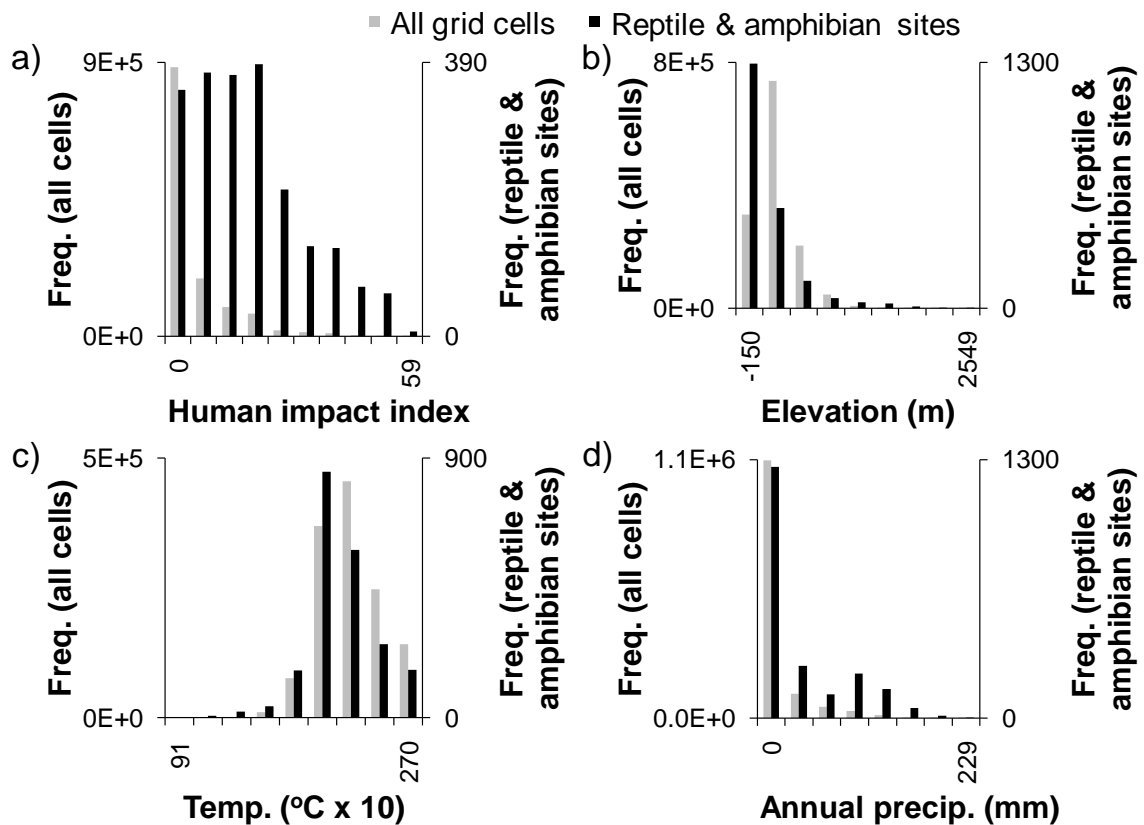 All grid cells Reptile & amphibian sites
a)
9E+5
0E+0
Freq. (all cells)
390
0
Freq. (reptile &
amphibian sites)
0
59
Human impact index
b)
8E+5
0E+0
Freq. (all cells)
1300
0
Freq. (reptile &
amphibian sites)
-150
2549
Elevation (m)
c)
5E+5
0E+0
Freq. (all cells)
900
0
Freq. (reptile &
amphibian sites)
91
270
Temp. (ºC x 10)
d)
1.1E+6
0.0E+0
Freq. (all cells)
1300
0
Freq. (reptile &
amphibian sites)
0
229
Annual precip. (mm)